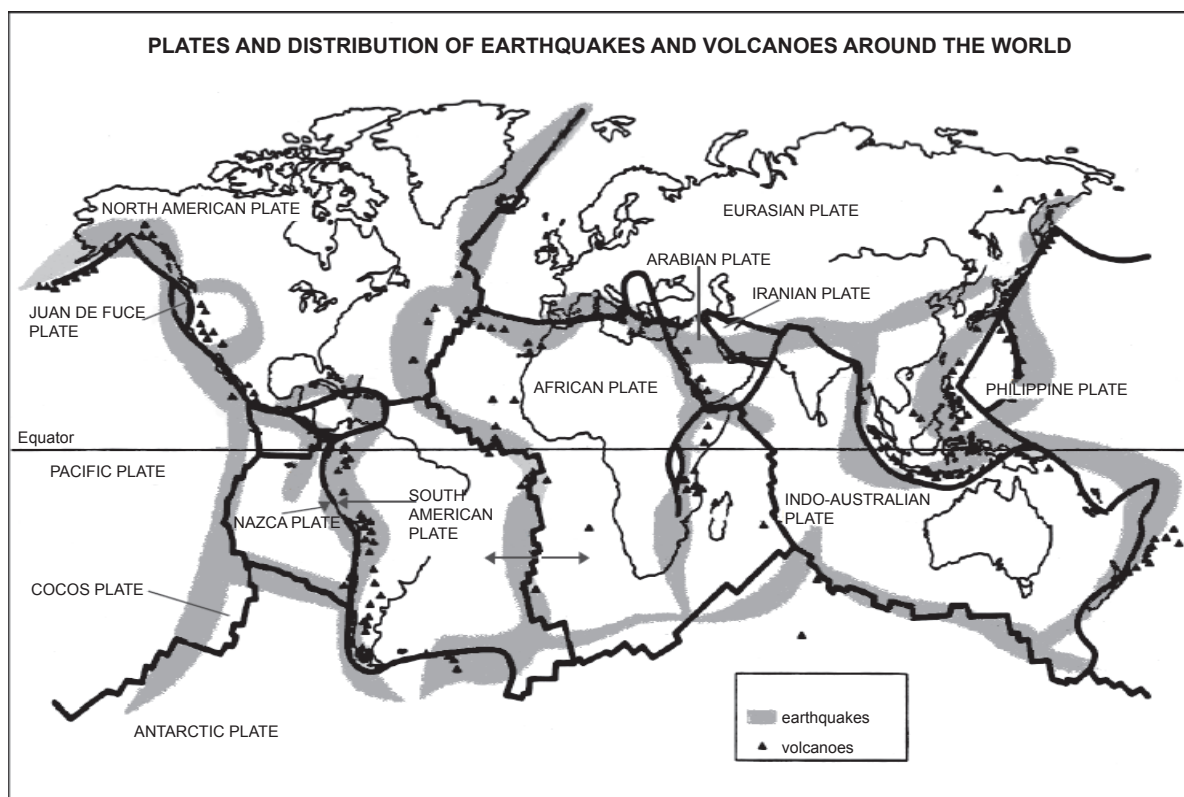 PLATES AND DISTRIBUTION OF EARTHQUAKES AND VOLCANOES AROUND THE WORLD
NORTH AMERICAN PLATE
EURASIAN PLATE
ARABIAN PLATE
IRANIAN PLATE
JUAN DE FUCE
PLATE
AFRICAN PLATE
PHILIPPINE PLATE
Equator
PACIFIC PLATE
NAZCA PLATE
SOUTH
AMERICAN
PLATE
INDO-AUSTRALIAN
PLATE
COCOS PLATE
ANTARCTIC PLATE
earthquakes
volcanoes